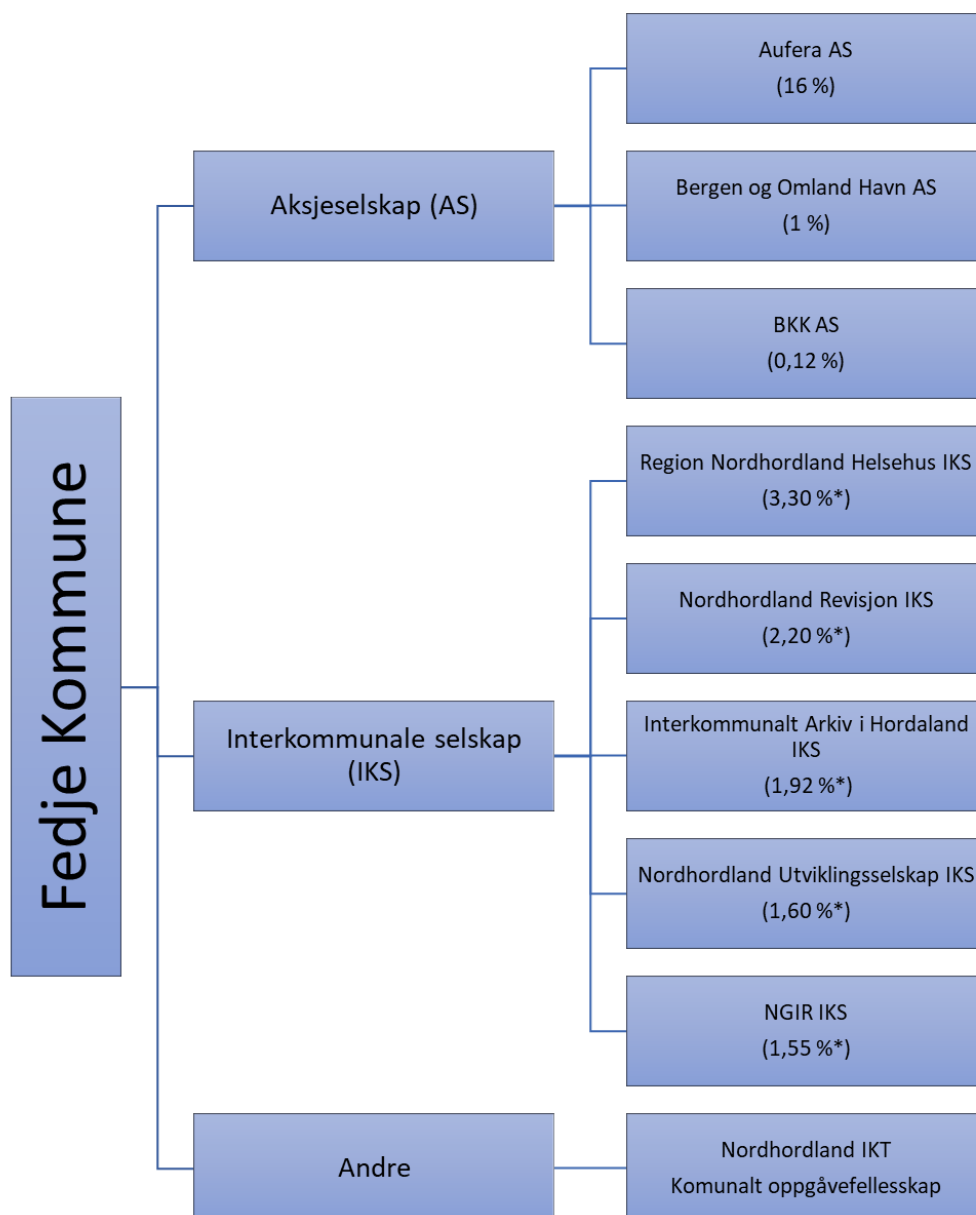 Fedje Kommune
Aksjeselskap (AS)
Aufera AS
(16 %)
Bergen og Omland Havn AS
(1 %)
BKK AS
(0,12 %)
Interkommunale selskap
(IKS)
Region Nordhordland Helsehus IKS
(3,30 %*)
Nordhordland Revisjon IKS
(2,20 %*)
Interkommunalt Arkiv i Hordaland
IKS
(1,92 %*)
Nordhordland Utviklingsselskap IKS
(1,60 %*)
NGIR IKS
(1,55 %*)
Andre
Nordhordland IKT
Komunalt oppgåvefellesskap